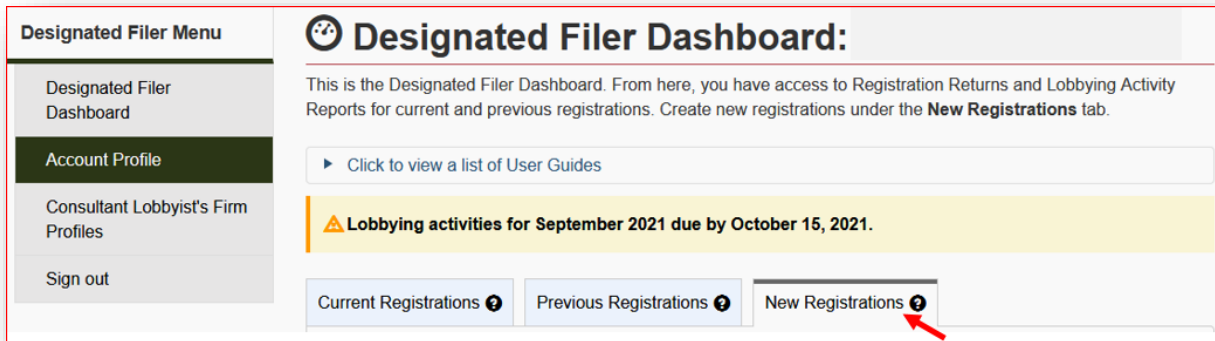 Designated Filer Menu
Designated Filer
Dashboard
Account Profile
Consultant Lobbyist's Firm
Profiles
Sign out
Designated Filer Dashboard:
This is the Designated Filer Dashboard. From here, you have access to Registration Returns and Lobbying Activity
Reports for current and previous registrations. Create new registrations under the New Registrations tab.
Click to view a list of User Guides
Lobbying activities for September 2021 due by October 15, 2021.
Current Registrations ?
Previous Registrations ?
New Registrations ?